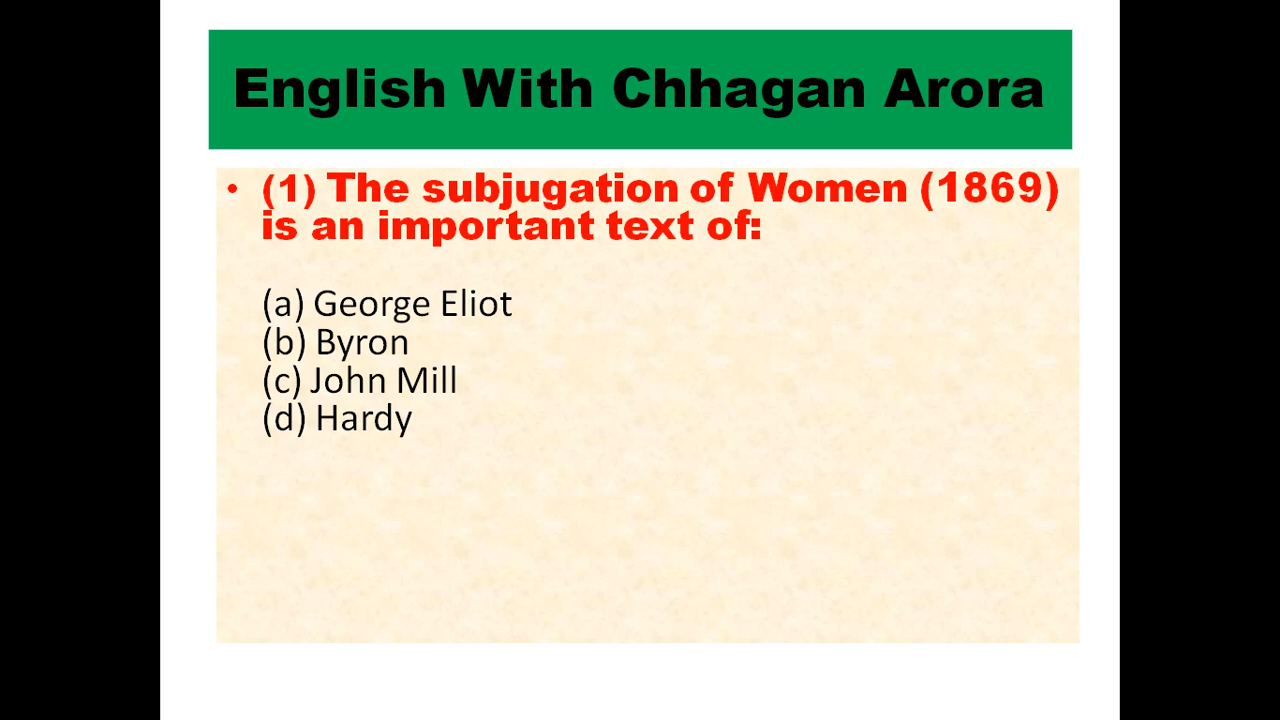 English With Chhagan Arora
• (1) The subjugation of Women (1869)
is an important text of:
(a) George Eliot
(b) Byron
(c) John Mill
(d) Hardy